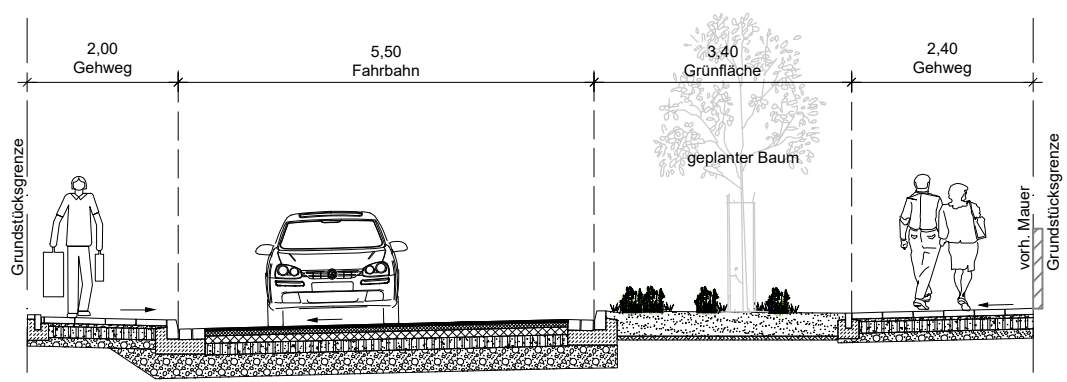 2,00
Gehweg
5,50
Fahrbahn
3,40
Grünfläche
2,40
Gehweg
geplanter Baum
Grundstücksgrenze
vorh. Mauer
Grundstücksgrenze